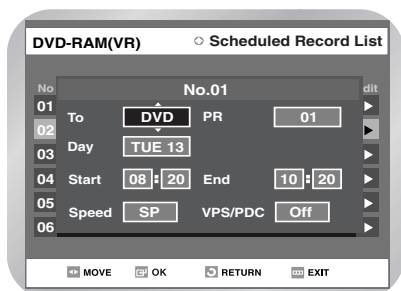 DVD-RAM(VR) Scheduled Record List
No dit
No.01
01
To DVD PR 01
02
Day TUE 13
03
04 Start 08 : 20 End 10 : 20
05
Speed SP VPS/PDC Off
06
MOVE OK RETURN EXIT